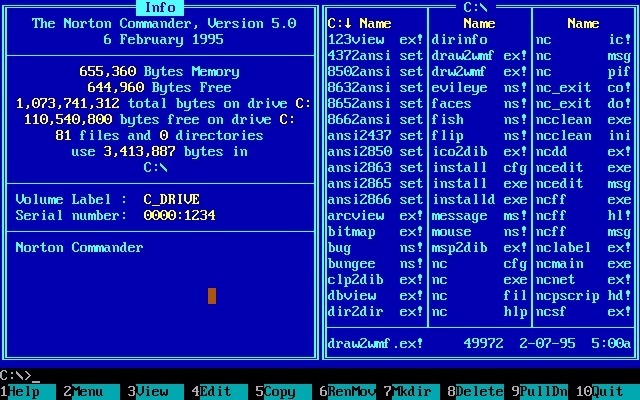 Info
The Norton Commander, Version 5.0
6 February 1995
655,360 Bytes Memory
644,960 Bytes Free
1,073,741,312 total bytes on drive C:
110,540,800 bytes free on drive C:
81 files and 0 directories
use 3,413,887 bytes in
C:\
Volume Label : C_DRIVE
Serial number: 0000:1234
Norton Commander
C:\
C:↓ Name Name Name
123view ex! dirinfo nc ic!
4372ansi set draw2wmf ex! nc msg
8502ansi set drw2wmf ex! nc pif
8632ansi set evileye ns! nc_exit co!
8652ansi set faces ns! nc_exit do!
8662ansi set fish ns! ncclean exe
ansi2437 set flip ns! ncclean ini
ansi2850 set ico2dib ex! ncdd ex!
ansi2863 set install cfg ncedit exe
ansi2865 set install exe ncedit msg
ansi2866 set installd exe ncff exe
arcview ex! message ms! ncff hl!
bitmap ex! mouse ns! ncff msg
bug ns! msp2dib ex! nclabel ex!
bungee ns! nc cfg ncmain exe
clp2dib ex! nc exe ncnet ex!
dbview ex! nc fil ncpscrip hd!
dir2dir ex! nc hlp ncsf ex!
draw2wmf.ex! 49972 2-07-95 5:00a
C:\>_
1Help 2Menu 3View 4Edit 5Copy 6RenMov 7Mkdir 8Delete 9PullDn 10Quit